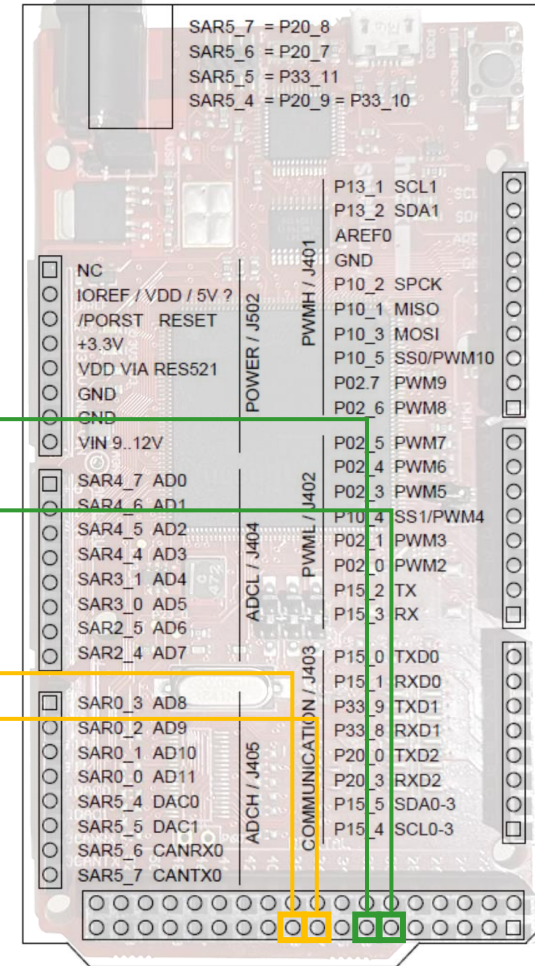 SAR5_7 = P20_8
SAR5_6 = P20_7
SAR5_5 = P33_11
SAR5_4 = P20_9 = P33_10
NC
IOREF / VDD / 5V ?
/PORST RESET
+3.3V
VDD VIA RES521
GND
GND
VIN 9..12V
POWER / J502
SAR4_7 AD0
SAR4_6 AD1
SAR4_5 AD2
SAR4_4 AD3
SAR3_1 AD4
SAR3_0 AD5
SAR2_5 AD6
SAR2_4 AD7
ADCL / J404
SAR0_3 AD8
SAR0_2 AD9
SAR0_1 AD10
SAR0_0 AD11
SAR5_4 DAC0
SAR5_5 DAC1
SAR5_6 CANRX0
SAR5_7 CANTX0
ADCH / J405
PWMH / J401
P13_1 SCL1
P13_2 SDA1
AREF0
GND
P10_2 SPCK
P10_1 MISO
P10_3 MOSI
P10_5 SS0/PWM10
P02.7 PWM9
P02_6 PWM8
PWML / J402
P02_5 PWM7
P02_4 PWM6
P02_3 PWM5
P10_4 SS1/PWM4
P02_1 PWM3
P02_0 PWM2
P15_2 TX
P15_3 RX
COMMUNICATION / J403
P15_0 TXD0
P15_1 RXD0
P33_9 TXD1
P33_8 RXD1
P20_0 TXD2
P20_3 RXD2
P15_5 SDA0-3
P15_4 SCL0-3